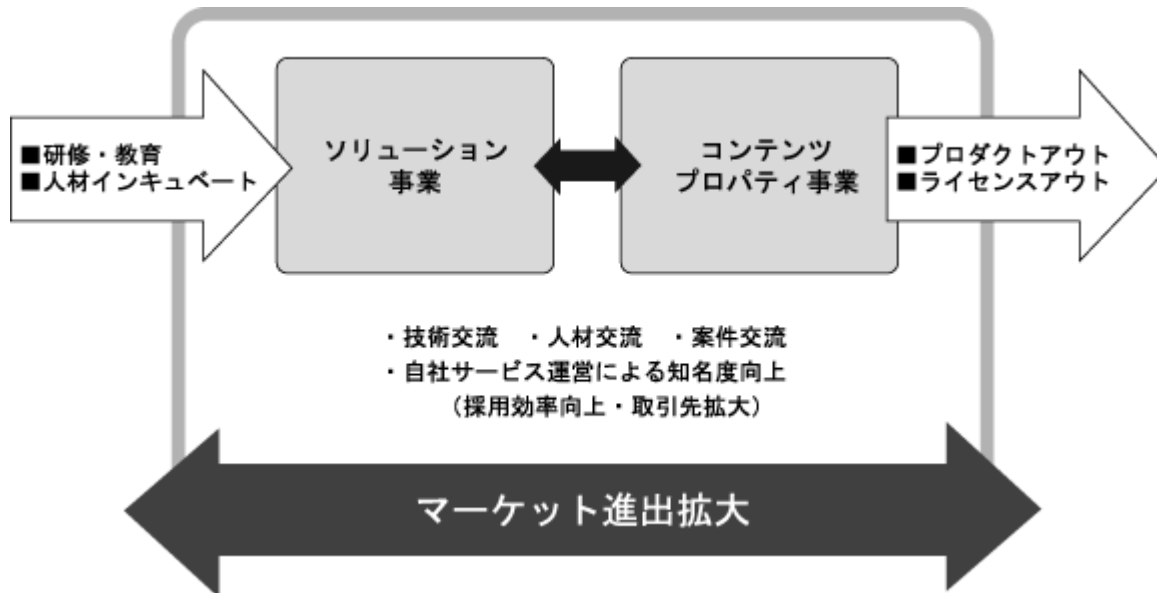 ■研修・教育
■人材インキュベート
ソリューション
事業
コンテンツ
プロパティ事業
■プロダクトアウト
■ライセンスアウト
・技術交流　・人材交流　・案件交流
・自社サービス運営による知名度向上
（採用効率向上・取引先拡大）
マーケット進出拡大